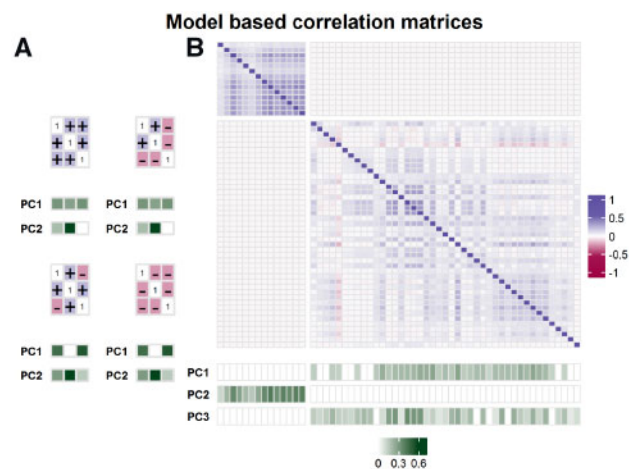 Model based correlation matrices
A
B
1 + +
+ 1 +
+ + 1
1 + −
+ 1 −
− − 1
PC1
PC2
PC1
PC2
1 + −
+ 1 +
− + 1
1 − −
− 1 −
− − 1
PC1
PC2
PC1
PC2
1
0.5
0
-0.5
-1
PC1
PC2
PC3
0 0.3 0.6